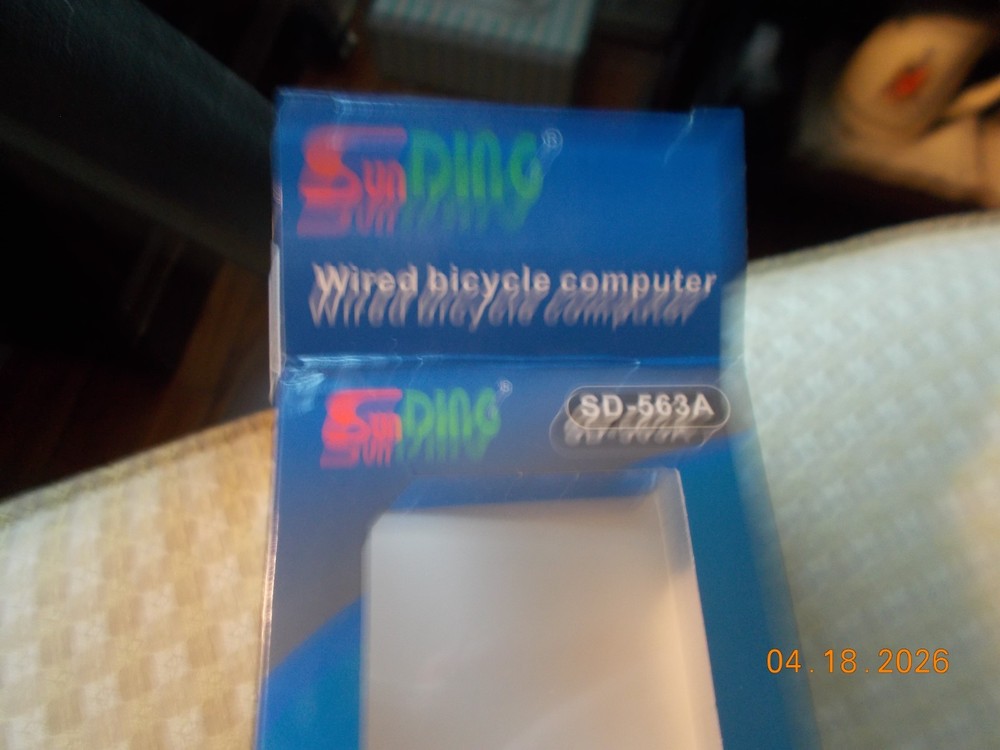 SunDING®
Wired bicycle computer
SunDING®
SD-563A
04.18.2026